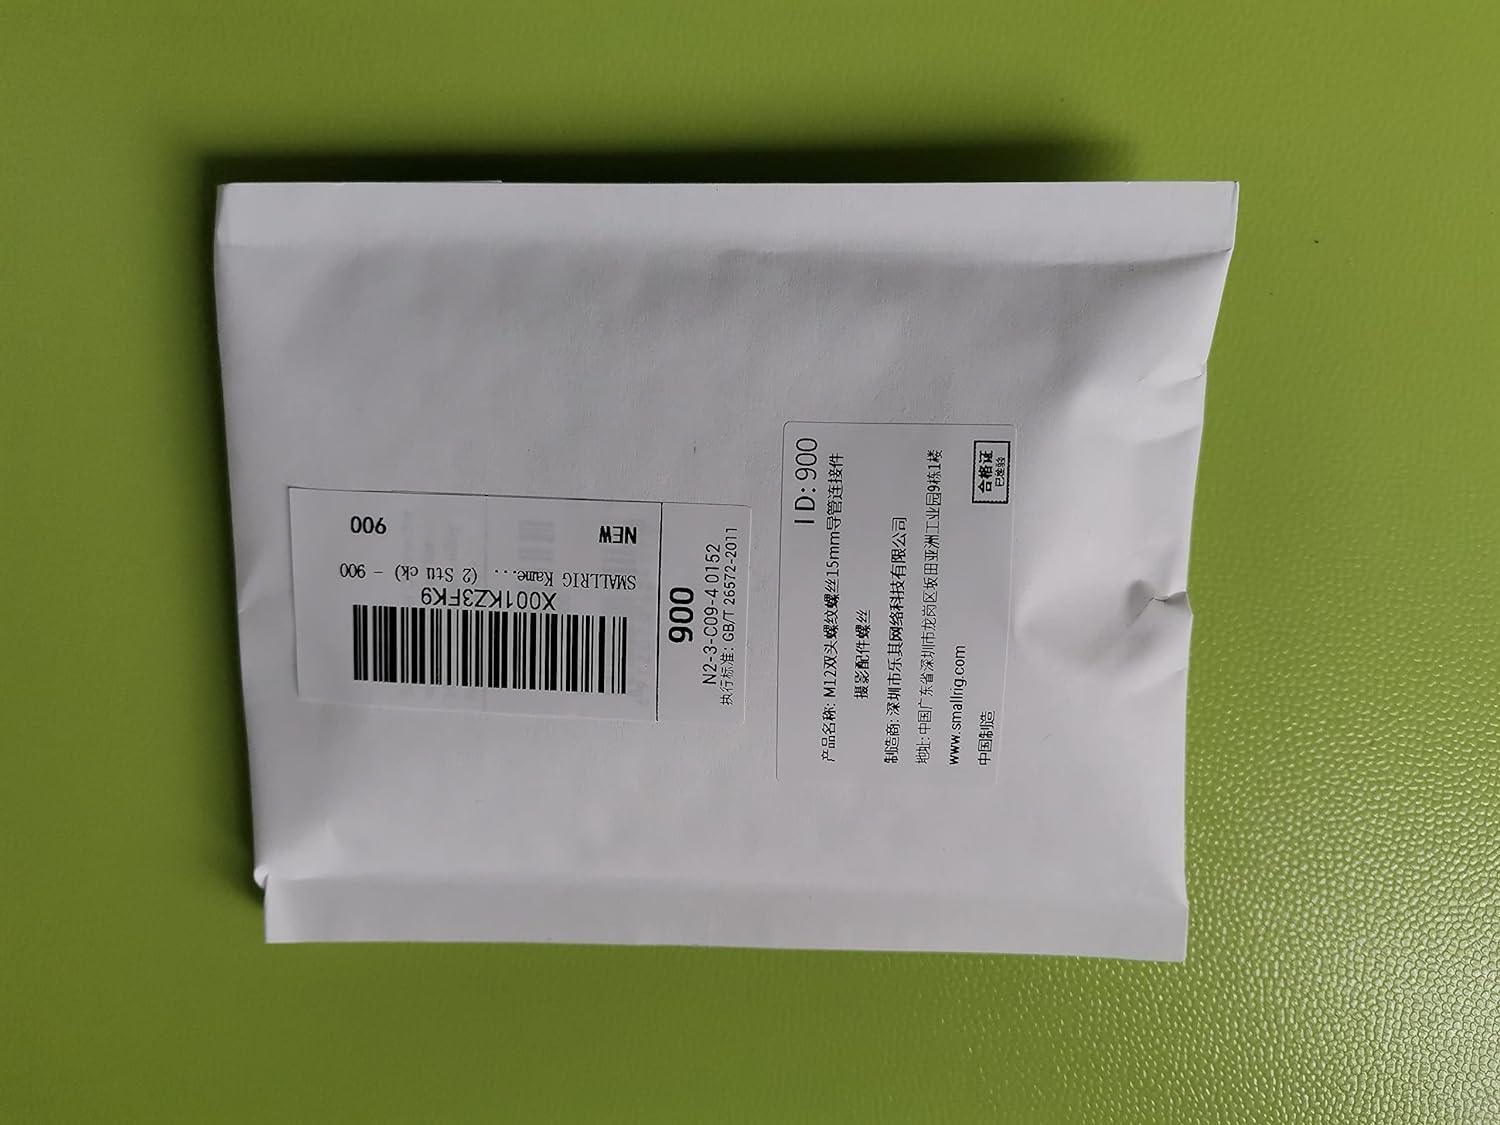 X001KZ3FK9
SMALLRIG Kame... (2 Stu ck) - 900
NEW
900
900
N2-3-C09-4 0152
执行标准: GB/T 26572-2011
ID: 900
产品名称: M12双头螺纹螺丝15mm导管连接件
摄影配件螺丝
制造商: 深圳市乐其网络科技有限公司
地址: 中国广东省深圳市龙岗区坂田亚洲工业园9栋1楼
www.smallrig.com
中国制造
合格证
已检验